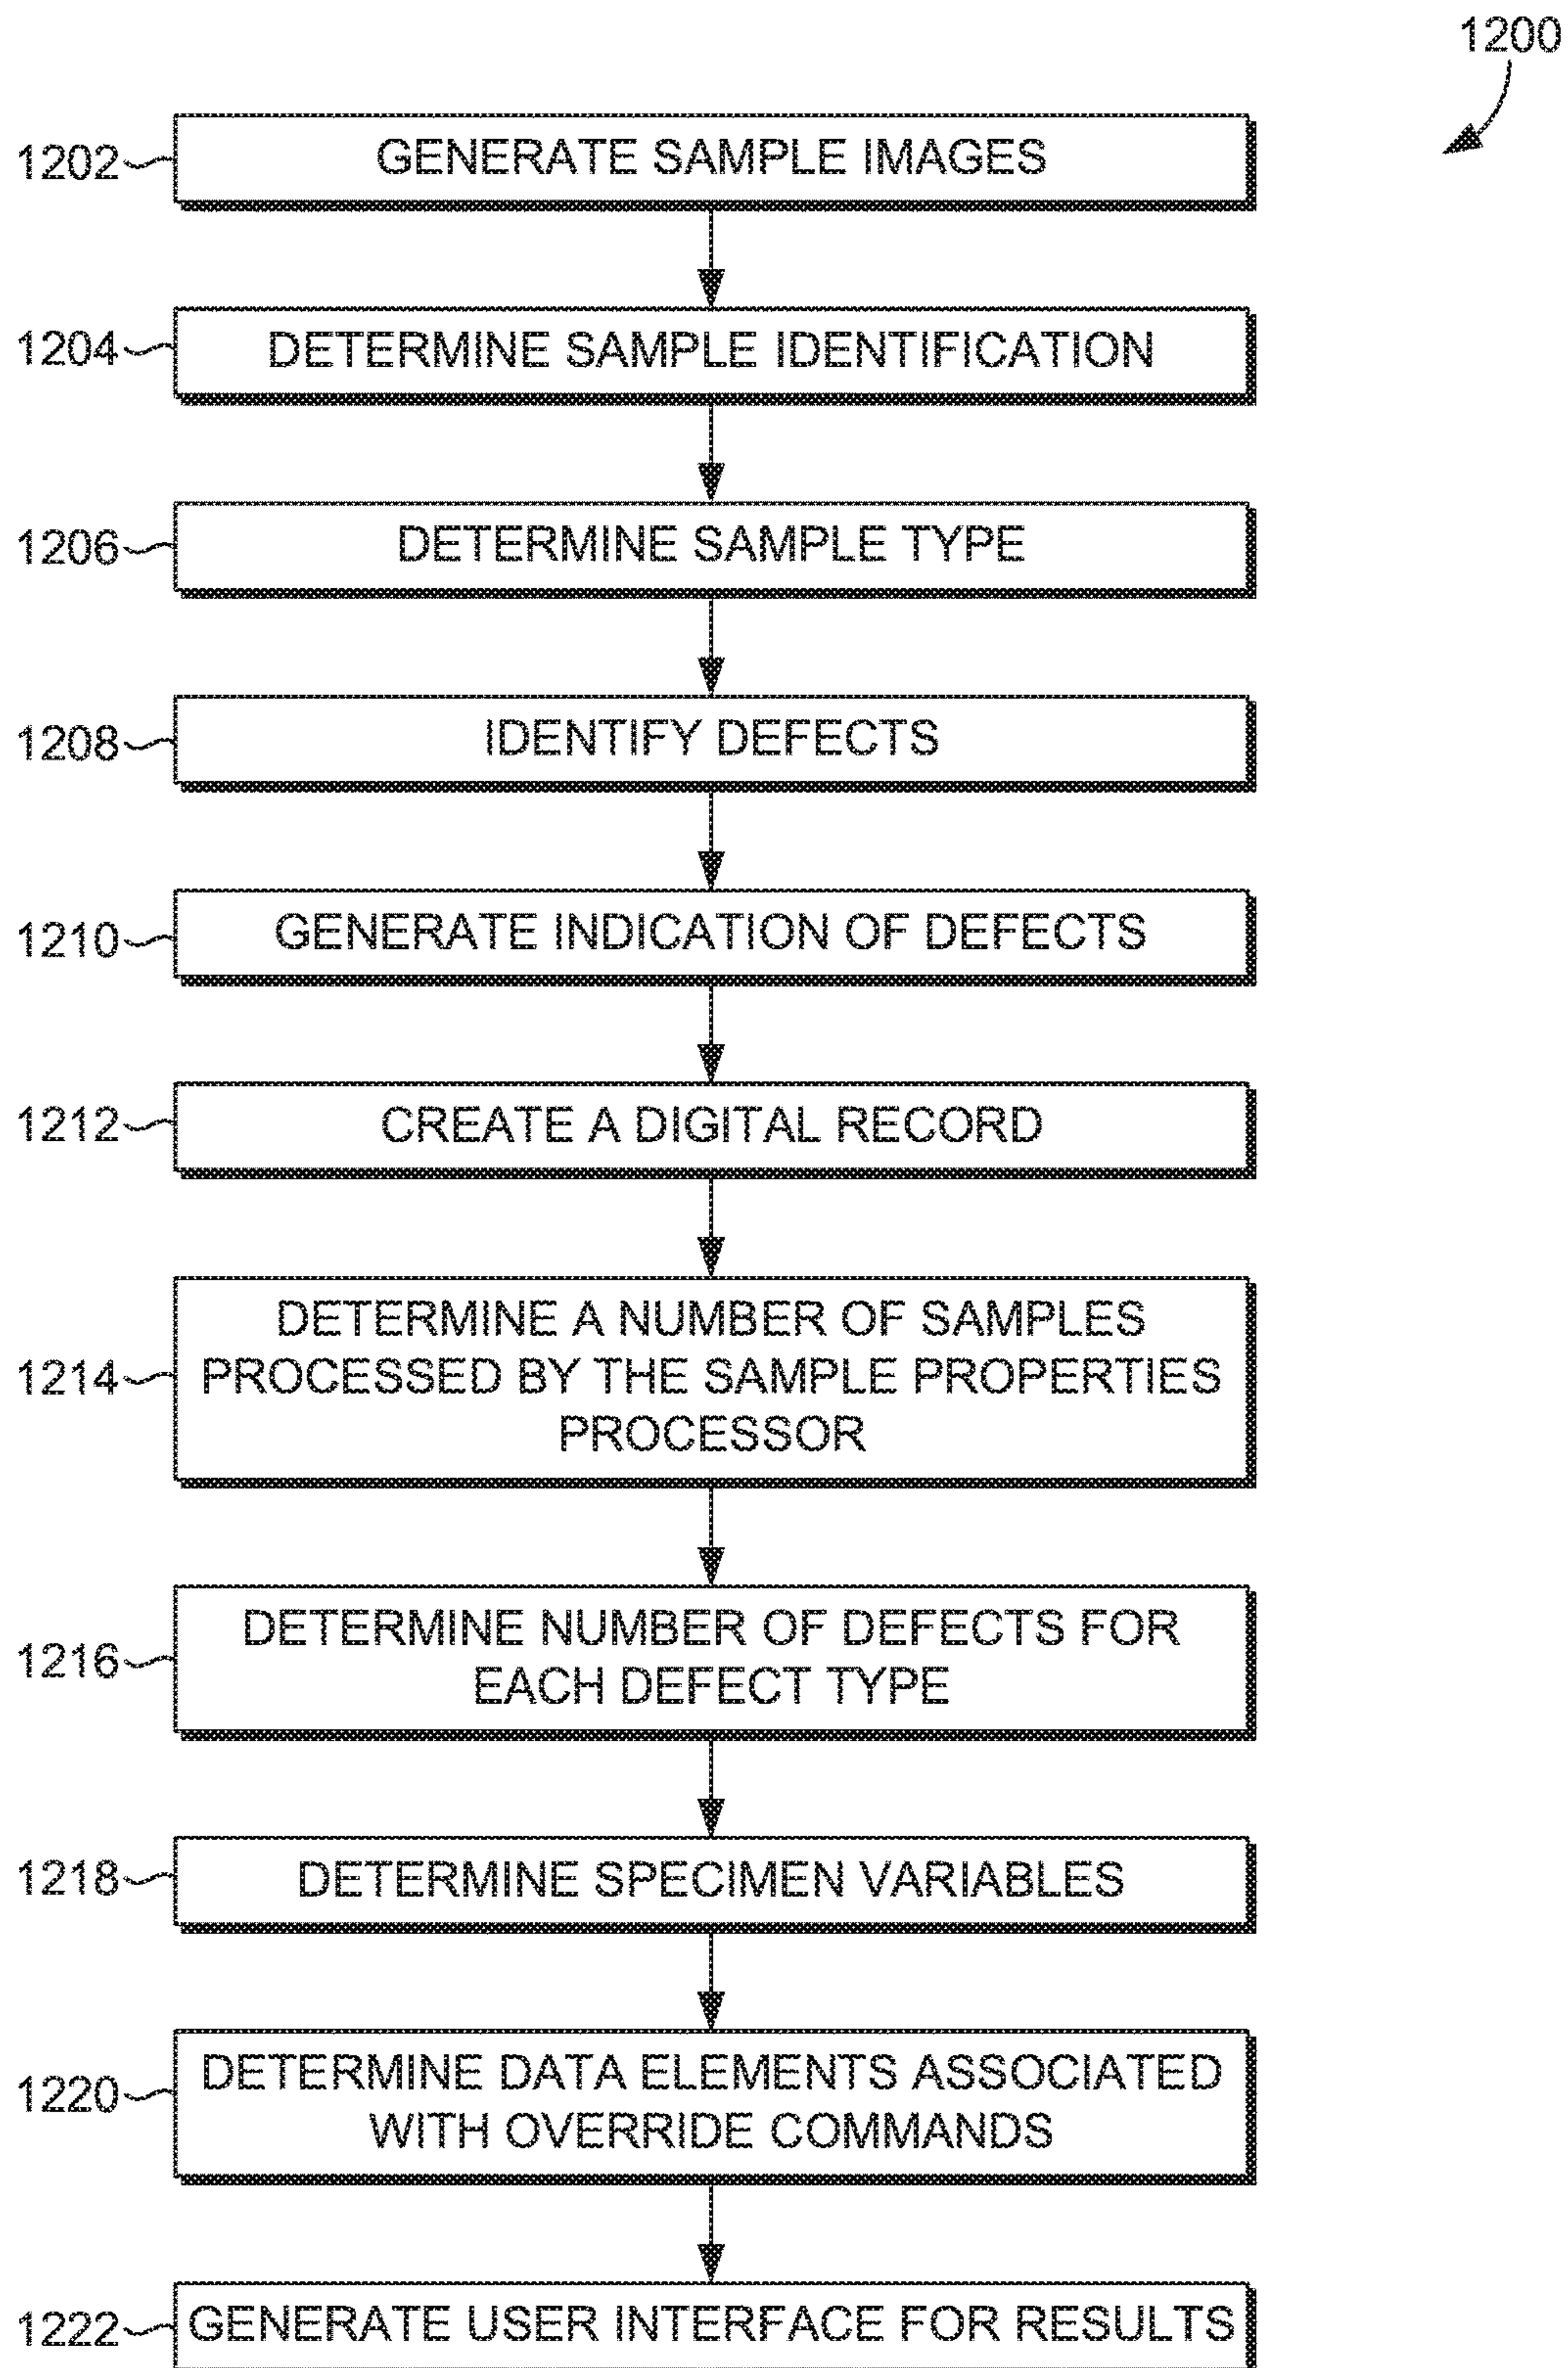 1200
1202 GENERATE SAMPLE IMAGES
1204 DETERMINE SAMPLE IDENTIFICATION
1206 DETERMINE SAMPLE TYPE
1208 IDENTIFY DEFECTS
1210 GENERATE INDICATION OF DEFECTS
1212 CREATE A DIGITAL RECORD
DETERMINE A NUMBER OF SAMPLES
1214 PROCESSED BY THE SAMPLE PROPERTIES
PROCESSOR
1216 DETERMINE NUMBER OF DEFECTS FOR
EACH DEFECT TYPE
1218 DETERMINE SPECIMEN VARIABLES
1220 DETERMINE DATA ELEMENTS ASSOCIATED
WITH OVERRIDE COMMANDS
1222 GENERATE USER INTERFACE FOR RESULTS